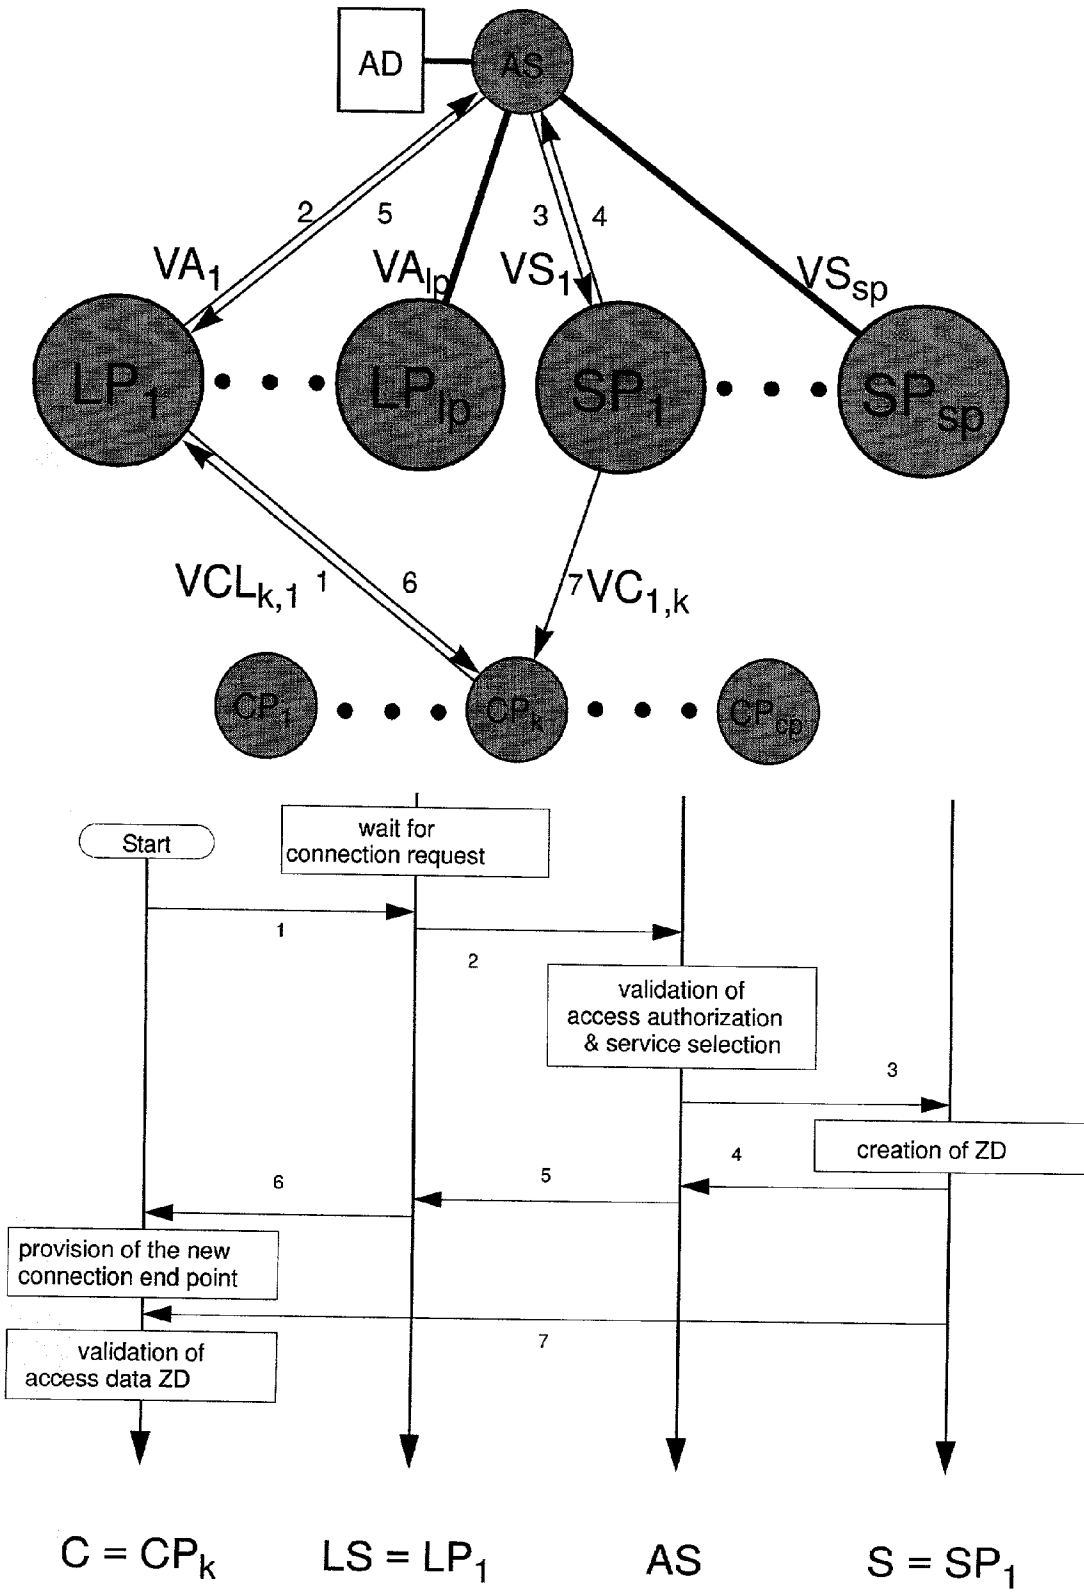 AD
AS
2
5
3
4
VA1
VAlp
VS1
VSsp
LP1
LPlp
SP1
SPsp
VCLk,1
1
6
7
VC1,k
CP1
CPk
CPcp
Start
wait for
connection request
1
2
validation of
access authorization
& service selection
3
creation of ZD
4
5
6
provision of the new
connection end point
7
validation of
access data ZD
C = CPk
LS = LP1
AS
S = SP1